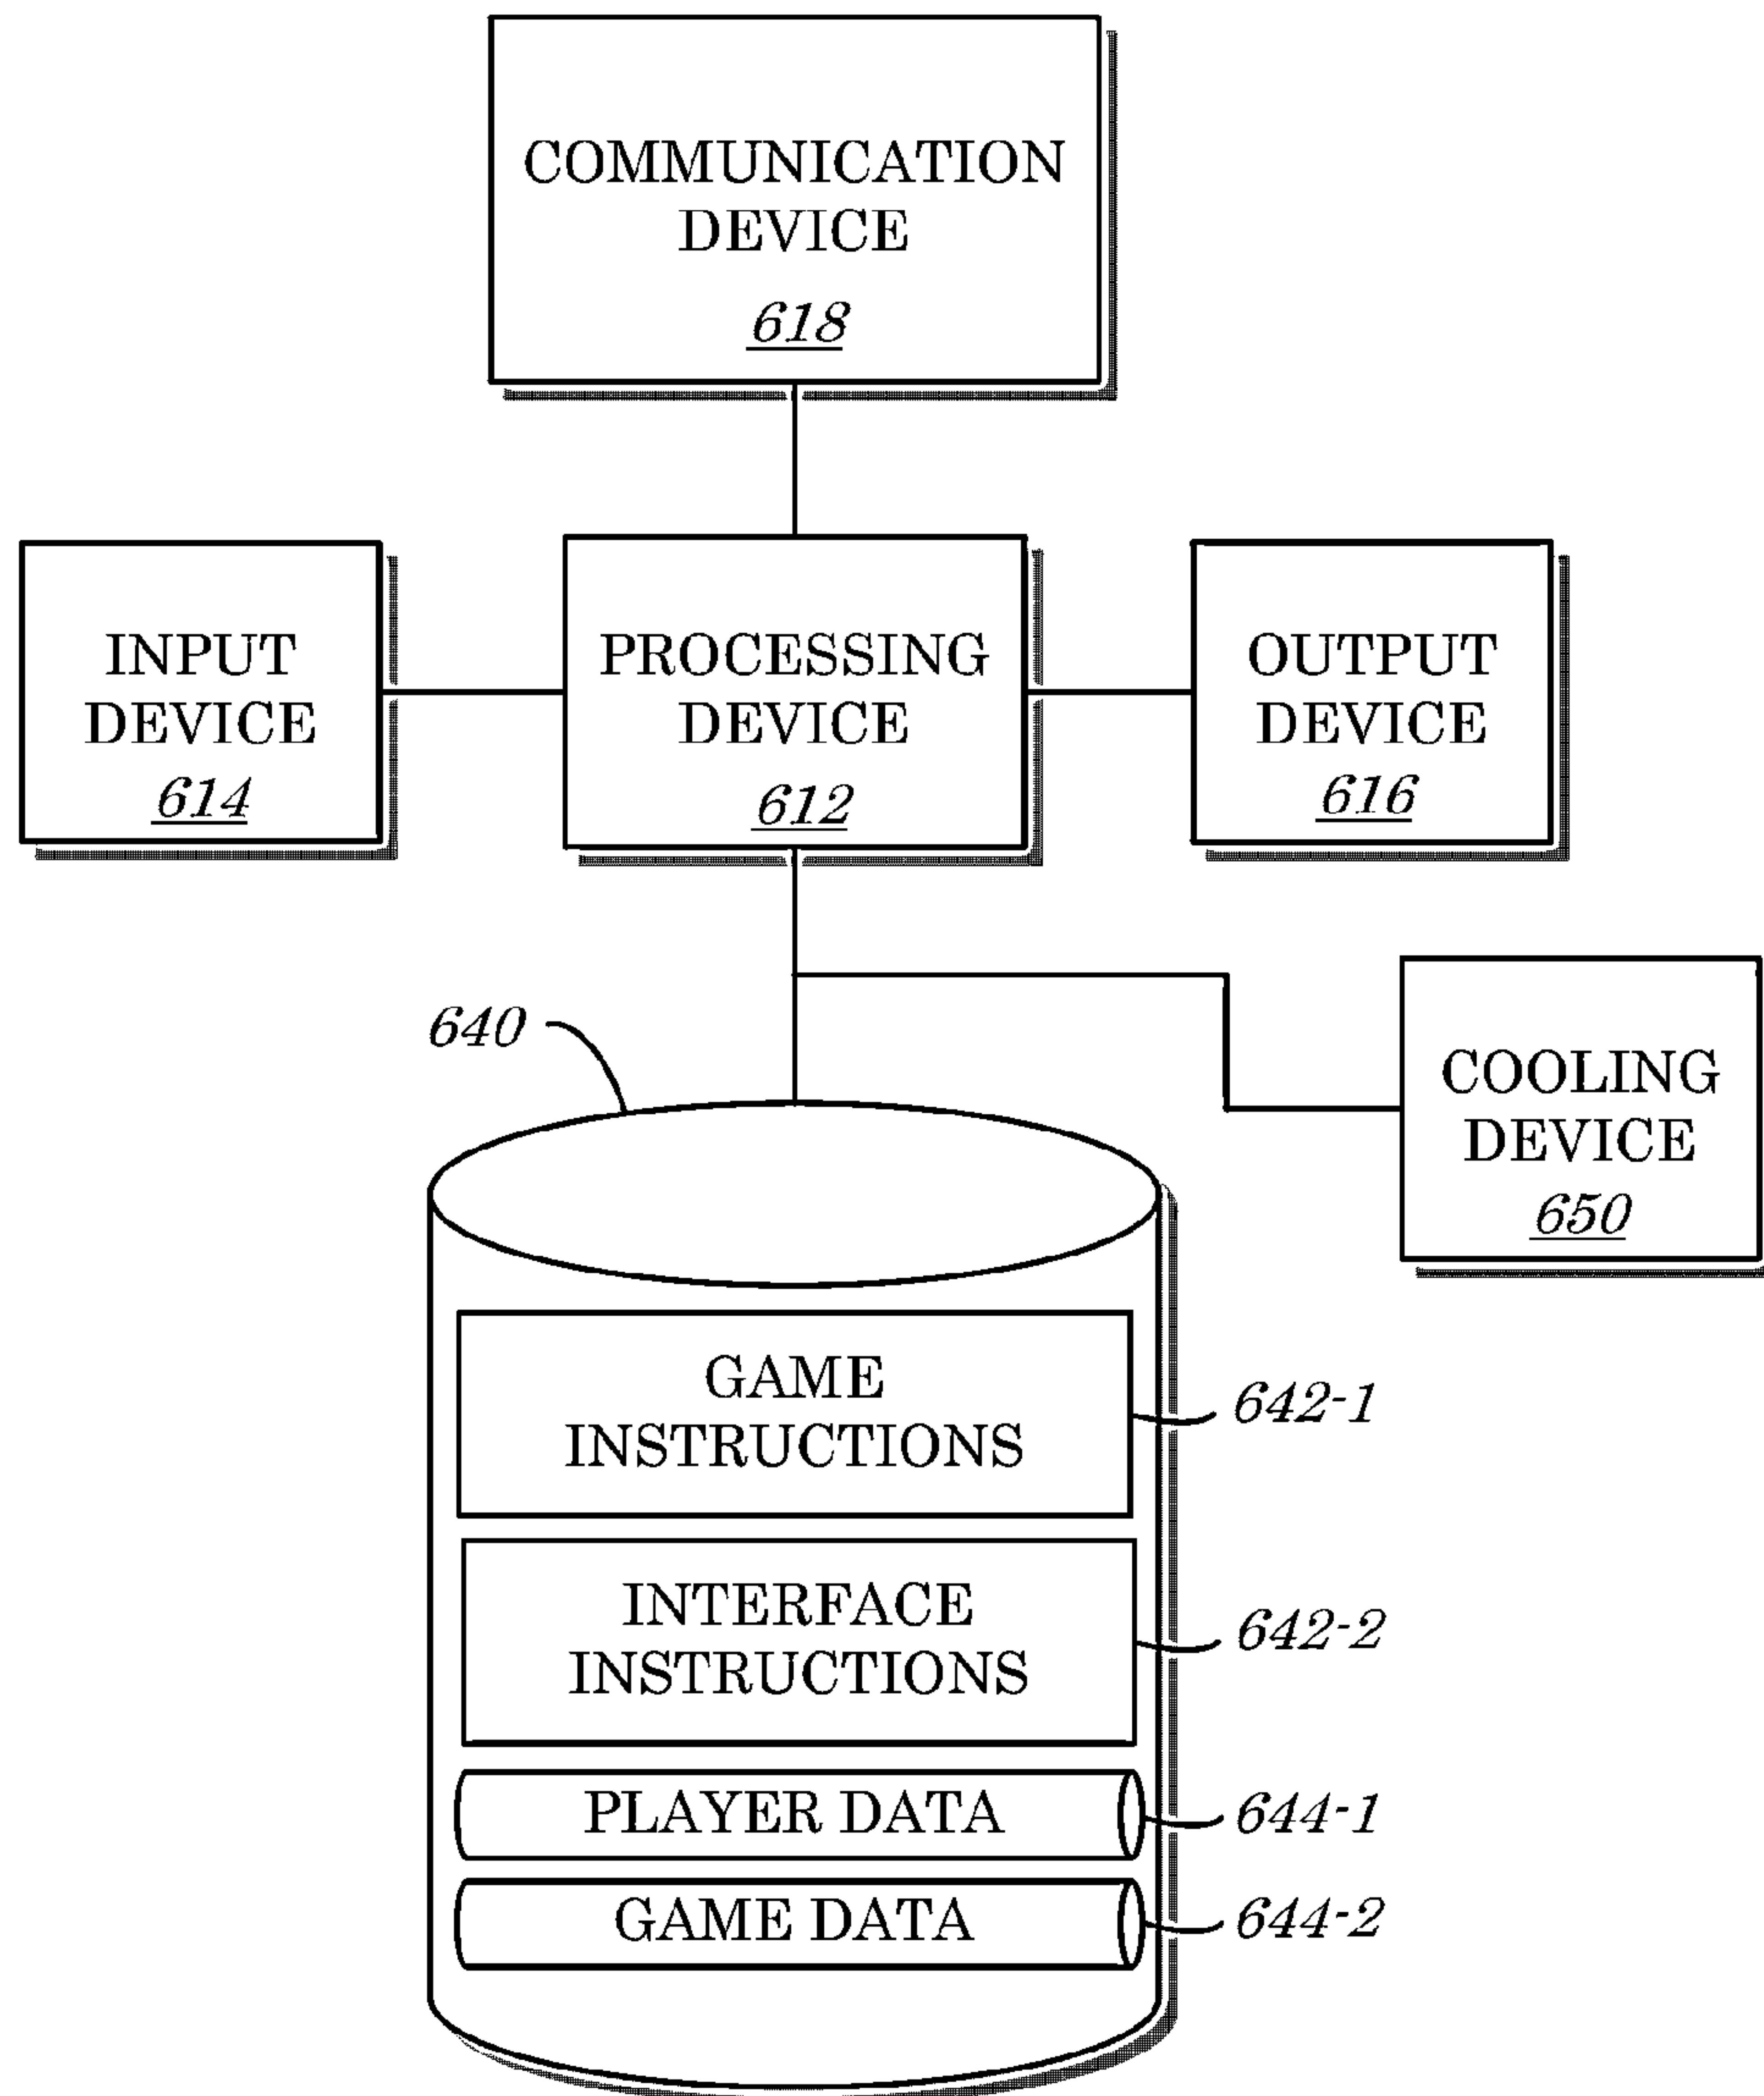 COMMUNICATION
DEVICE
618
INPUT
DEVICE
614
PROCESSING
DEVICE
612
OUTPUT
DEVICE
616
640
COOLING
DEVICE
650
GAME
INSTRUCTIONS
642-1
INTERFACE
INSTRUCTIONS
642-2
PLAYER DATA
644-1
GAME DATA
644-2